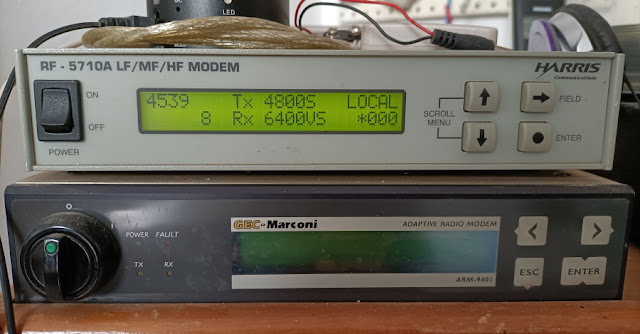 LED
RF - 5710A LF/MF/HF MODEM
HARRIS
Communications
ON
OFF
POWER
4539 Tx 4800S LOCAL
8 Rx 6400VS *000
SCROLL
MENU
FIELD
ENTER
GEC-Marconi
ADAPTIVE RADIO MODEM
O
I
POWER FAULT
TX RX
ESC
ENTER
ARM-9401